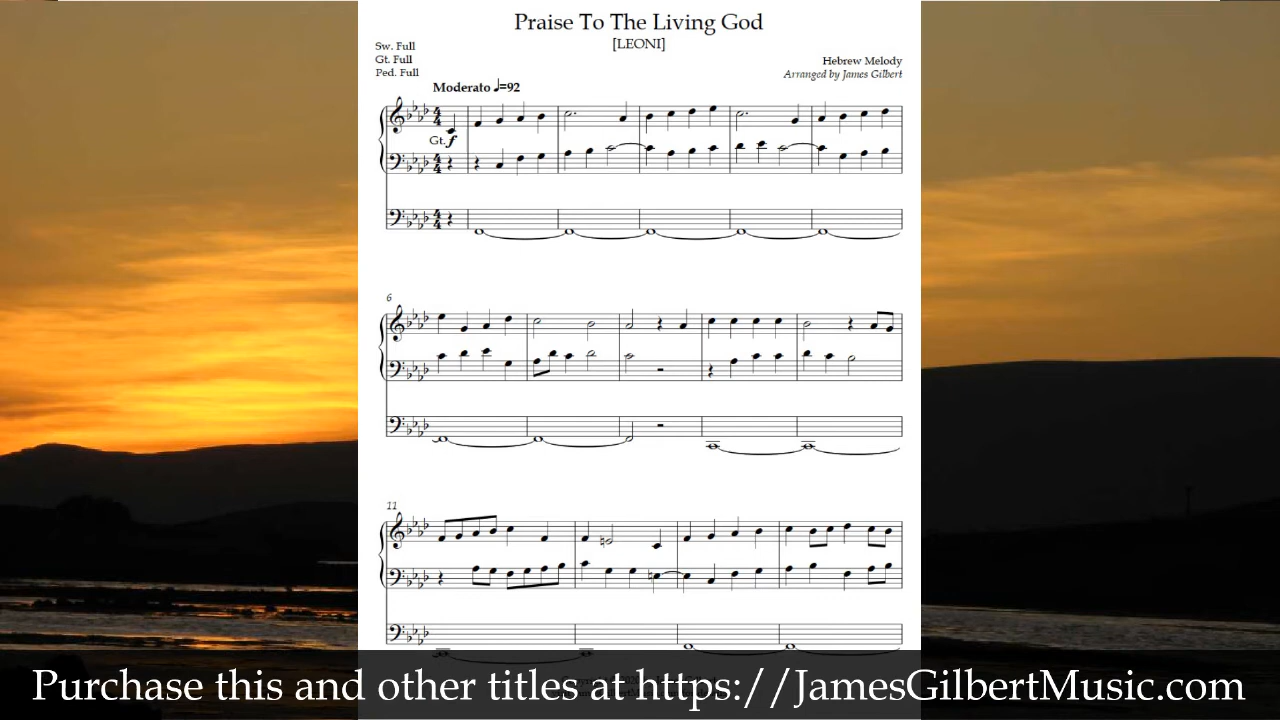 Praise To The Living God
[LEONI]
Sw. Full
Gt. Full
Ped. Full
Hebrew Melody
Arranged by James Gilbert
Moderato ♩=92
Gt. f
6
11
Purchase this and other titles at https://JamesGilbertMusic.com